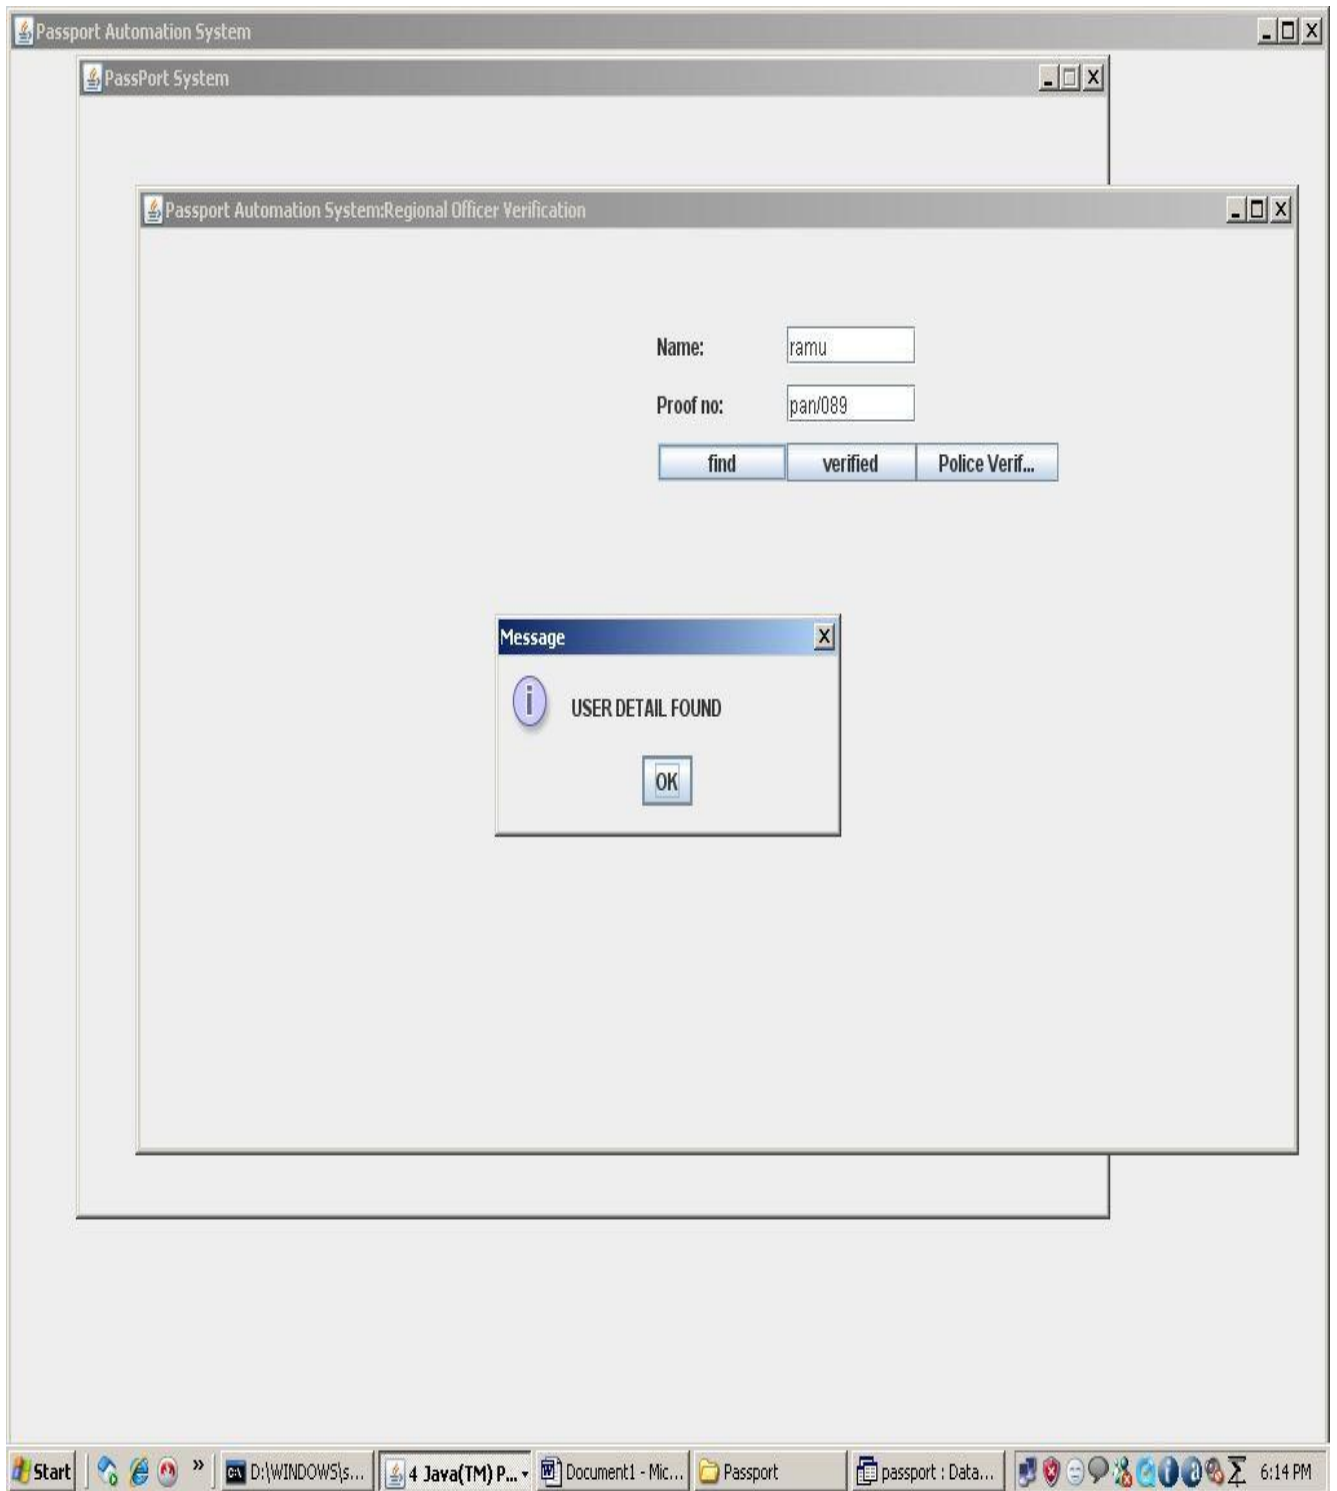 Passport Automation System
PassPort System
Passport Automation System:Regional Officer Verification
Name: ramu
Proof no: pan/089
find verified Police Verif...
Message
USER DETAIL FOUND
OK
Start » D:\WINDOWS\s... 4 Java(TM) P... Document1 - Mic... Passport passport : Data... 6:14 PM